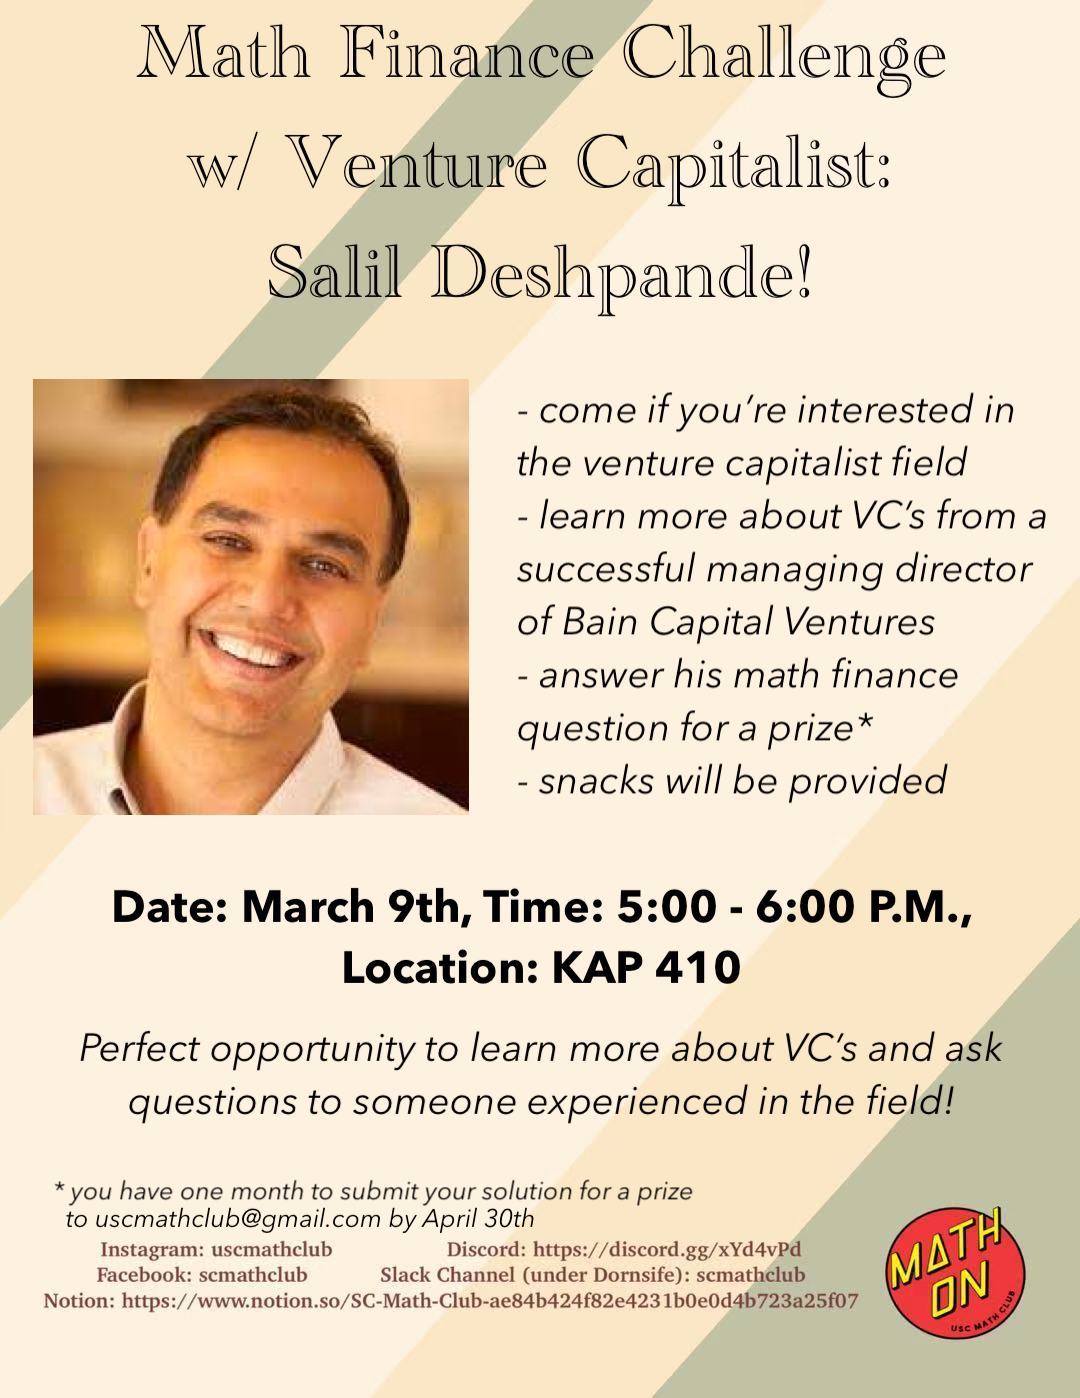 Math Finance Challenge
w/ Venture Capitalist:
Salil Deshpande!
- come if you're interested in
the venture capitalist field
- learn more about VC's from a
successful managing director
of Bain Capital Ventures
- answer his math finance
question for a prize*
- snacks will be provided
Date: March 9th, Time: 5:00 - 6:00 P.M.,
Location: KAP 410
Perfect opportunity to learn more about VC's and ask
questions to someone experienced in the field!
* you have one month to submit your solution for a prize
to uscmathclub@gmail.com by April 30th
Instagram: uscmathclub
Discord: https://discord.gg/xYd4vPd
Facebook: scmathclub
Slack Channel (under Dornsife): scmathclub
Notion: https://www.notion.so/SC-Math-Club-ae84b424f82e4231b0e0d4b723a25f07
MATH
ON
USC MATH CLUB